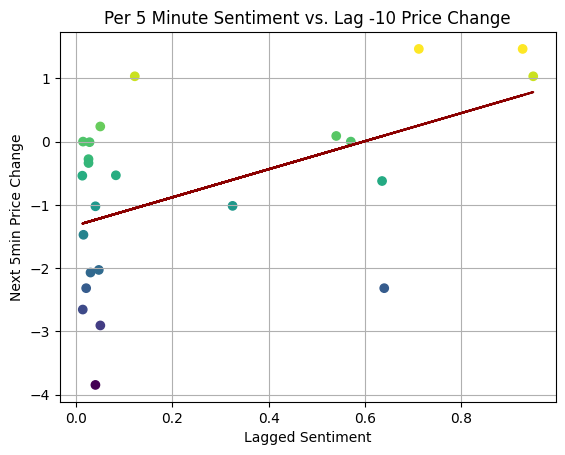 Per 5 Minute Sentiment vs. Lag -10 Price Change
Next 5min Price Change
1
0
−1
−2
−3
−4
0.0 0.2 0.4 0.6 0.8
Lagged Sentiment